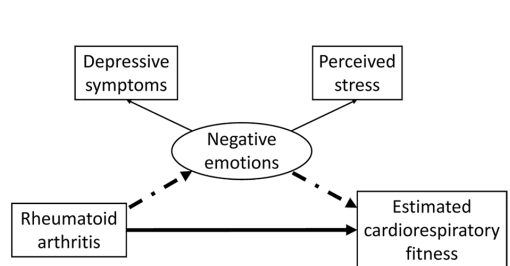 Depressive
symptoms
Perceived
stress
Negative
emotions
Rheumatoid
arthritis
Estimated
cardiorespiratory
fitness